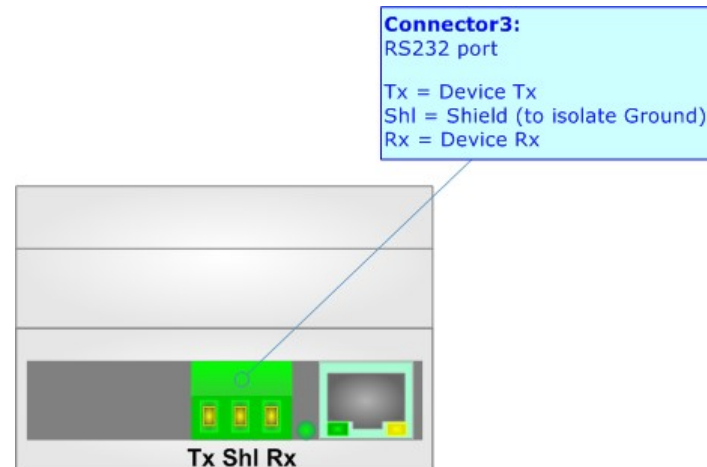 Connector3:
RS232 port
Tx = Device Tx
Shl = Shield (to isolate Ground)
Rx = Device Rx
Tx Shl Rx